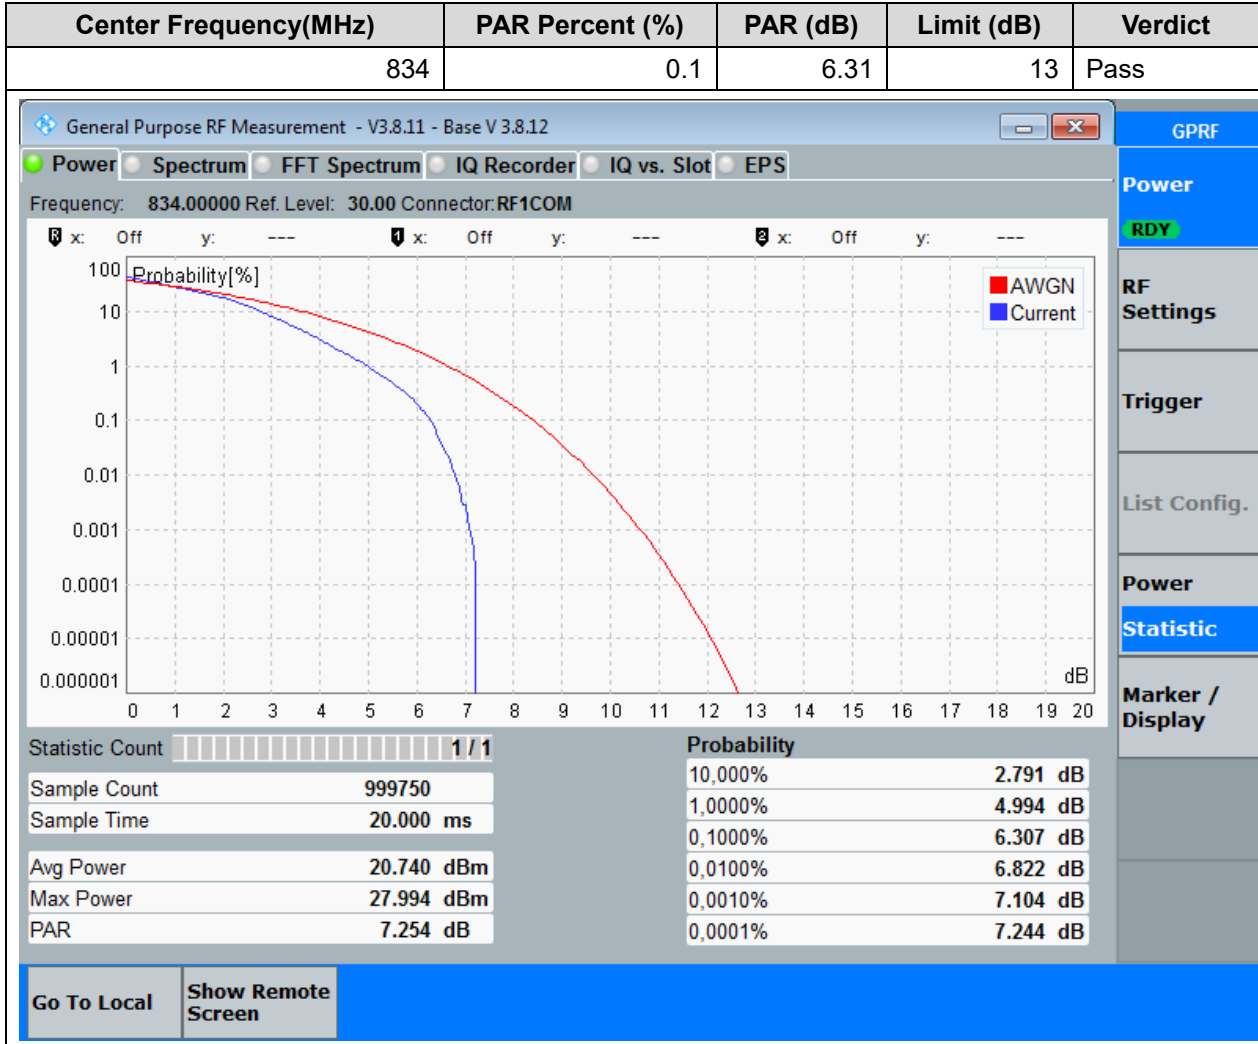 Center Frequency(MHz) PAR Percent (%) PAR (dB) Limit (dB) Verdict
834 0.1 6.31 13 Pass
General Purpose RF Measurement - V3.8.11 - Base V 3.8.12
GPRF
Power Spectrum FFT Spectrum IQ Recorder IQ vs. Slot EPS
Power
RDY
Frequency: 834.00000 Ref. Level: 30.00 Connector:RF1COM
R x: Off y: --- 1 x: Off y: --- 2 x: Off y: ---
Probability[%]
AWGN
Current
100
10
1
0.1
0.01
0.001
0.0001
0.00001
0.000001
dB
0 1 2 3 4 5 6 7 8 9 10 11 12 13 14 15 16 17 18 19 20
RF
Settings
Trigger
List Config.
Power
Statistic
Marker /
Display
Statistic Count 1 / 1
Sample Count 999750
Sample Time 20.000 ms
Avg Power 20.740 dBm
Max Power 27.994 dBm
PAR 7.254 dB
Probability
10,000% 2.791 dB
1,0000% 4.994 dB
0,1000% 6.307 dB
0,0100% 6.822 dB
0,0010% 7.104 dB
0,0001% 7.244 dB
Go To Local
Show Remote
Screen